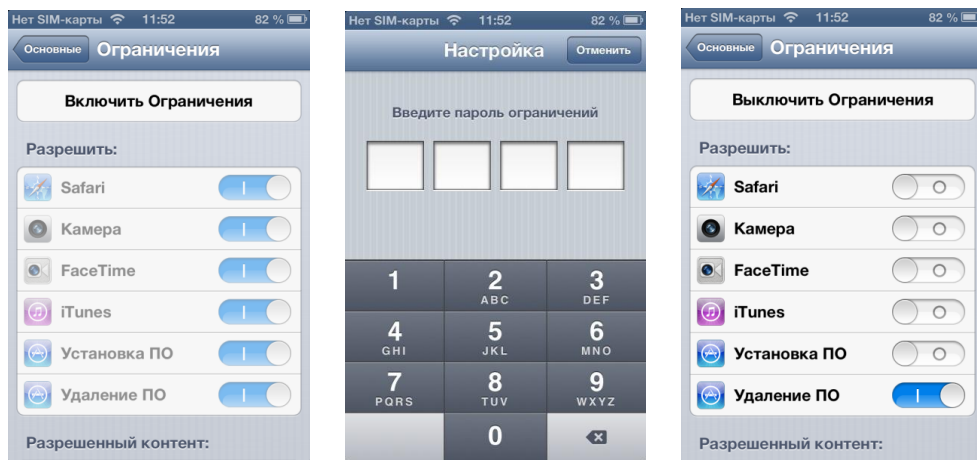 Нет SIM-карты 11:52 82 %
Основные Ограничения
Включить Ограничения
Разрешить:
Safari
Камера
FaceTime
iTunes
Установка ПО
Удаление ПО
Разрешенный контент:
Нет SIM-карты 11:52 82 %
Настройка Отменить
Введите пароль ограничений
1 2 3
ABC DEF
4 5 6
GHI JKL MNO
7 8 9
PQRS TUV WXYZ
0
Нет SIM-карты 11:52 82 %
Основные Ограничения
Выключить Ограничения
Разрешить:
Safari
Камера
FaceTime
iTunes
Установка ПО
Удаление ПО
Разрешенный контент: